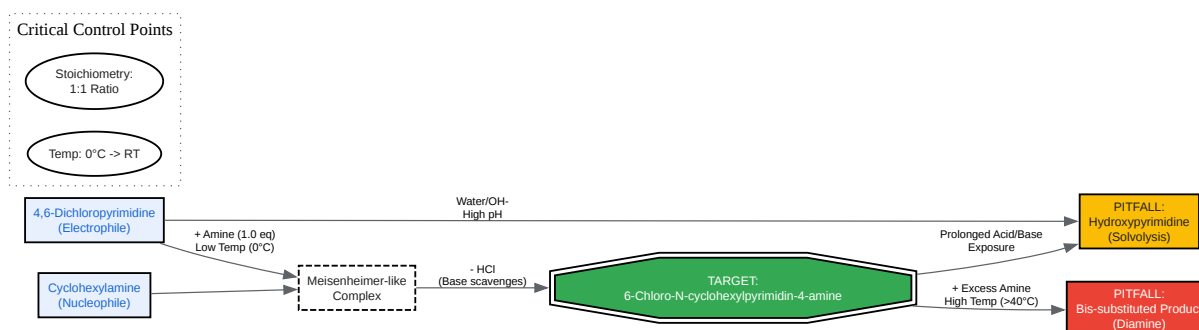 Critical Control Points
Stoichiometry:
1:1 Ratio
Temp: 0°C -> RT
4,6-Dichloropyrimidine
(Electrophile)
Cyclohexylamine
(Nucleophile)
+ Amine (1.0 eq)
Low Temp (0°C)
Water/OH-
High pH
Meisenheimer-like
Complex
- HCl
(Base scavenges)
TARGET:
6-Chloro-N-cyclohexylpyrimidin-4-amine
Prolonged Acid/Base
Exposure
+ Excess Amine
High Temp (>40°C)
PITFALL:
Hydroxypyrimidine
(Solvolysis)
PITFALL:
Bis-substituted Produc
(Diamine)